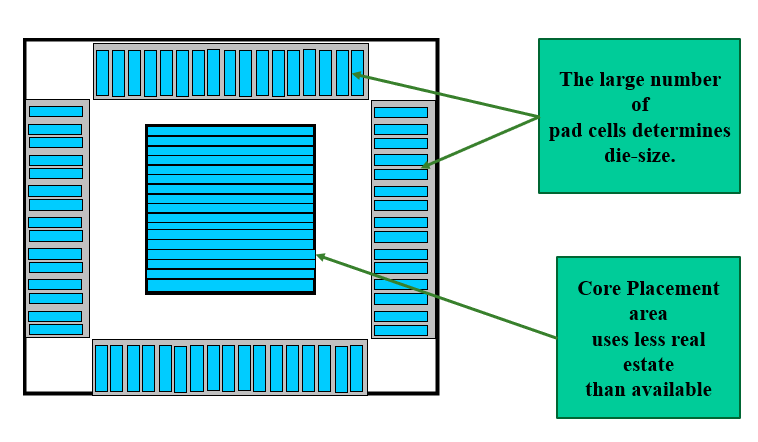 The large number
of
pad cells determines
die-size.
Core Placement
area
uses less real
estate
than available